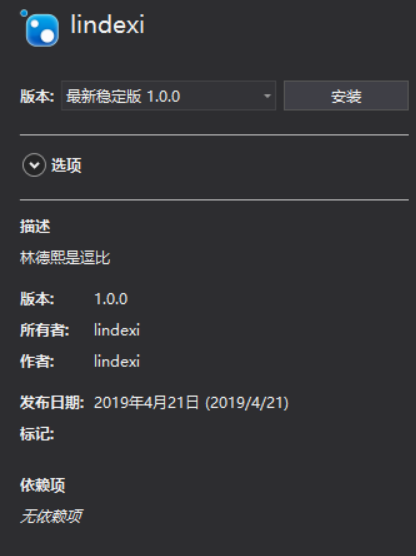 lindexi
版本: 最新稳定版 1.0.0 安装
选项
描述
林德熙是逗比
版本: 1.0.0
所有者: lindexi
作者: lindexi
发布日期: 2019年4月21日 (2019/4/21)
标记:
依赖项
无依赖项